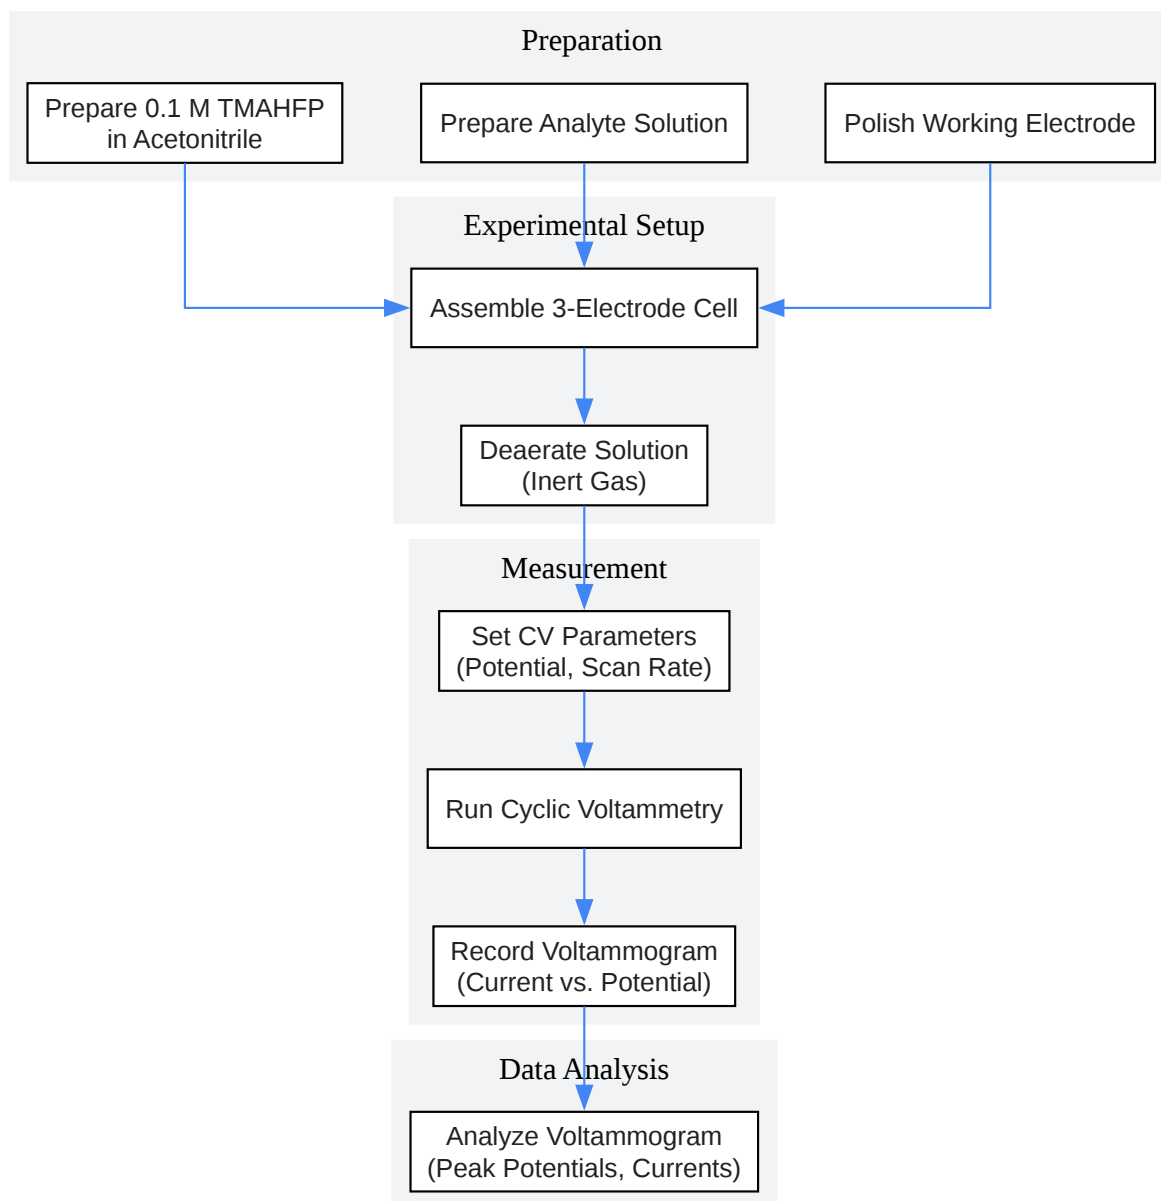 Preparation
Prepare 0.1 M TMAHFP
in Acetonitrile
Prepare Analyte Solution
Polish Working Electrode
Experimental Setup
Assemble 3-Electrode Cell
Deaerate Solution
(Inert Gas)
Measurement
Set CV Parameters
(Potential, Scan Rate)
Run Cyclic Voltammetry
Record Voltammogram
(Current vs. Potential)
Data Analysis
Analyze Voltammogram
(Peak Potentials, Currents)